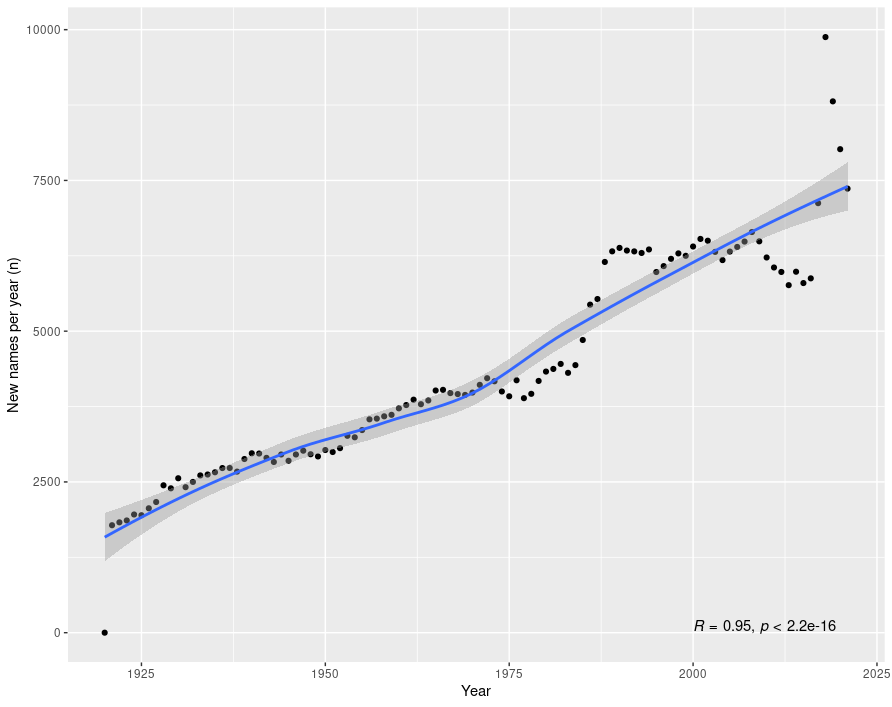 10000
7500
5000
2500
0
New names per year (n)
R = 0.95, p < 2.2e-16
1925 1950 1975 2000 2025
Year